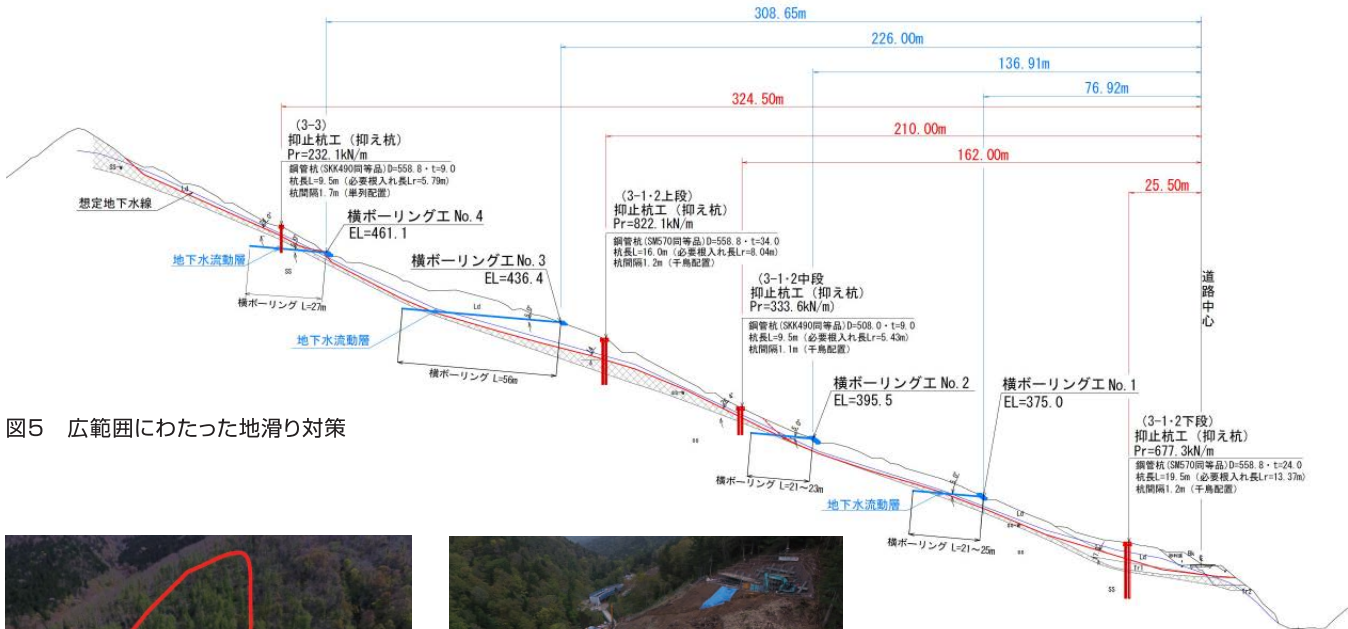 308.65m
226.00m
136.91m
76.92m
324.50m
210.00m
162.00m
25.50m
(3-3)
抑止杭工 (抑え杭)
Pr=232.1kN/m
鋼管杭(SKK490同等品)D=558.8・t=9.0
杭長L=9.5m (必要根入れ長Lr=5.79m)
杭間隔1.7m (単列配置)
想定地下水線
横ボーリング工 No.4
EL=461.1
地下水流動層
横ボーリング L=27m
横ボーリング工 No.3
EL=436.4
地下水流動層
横ボーリング L=56m
(3-1・2上段)
抑止杭工 (抑え杭)
Pr=822.1kN/m
鋼管杭(SM570同等品)D=558.8・t=34.0
杭長L=16.0m (必要根入れ長Lr=8.04m)
杭間隔1.2m (千鳥配置)
(3-1・2中段
抑止杭工 (抑え杭)
Pr=333.6kN/m)
鋼管杭(SKK490同等品)D=508.0・t=9.0
杭長L=9.5m (必要根入れ長Lr=5.43m)
杭間隔1.1m (千鳥配置)
横ボーリング工 No.2
EL=395.5
横ボーリング L=21〜23m
横ボーリング工 No.1
EL=375.0
地下水流動層
横ボーリング L=21〜25m
(3-1・2下段)
抑止杭工 (抑え杭)
Pr=677.3kN/m
鋼管杭(SM570同等品)D=558.8・t=24.0
杭長L=19.5m (必要根入れ長Lr=13.37m)
杭間隔1.2m (千鳥配置)
道路中心
Ld
SS
Ld
ss-W
ss
Ld
ss-W
ss
Ld
Tr1
Tr2
SS
図5 広範囲にわたった地滑り対策